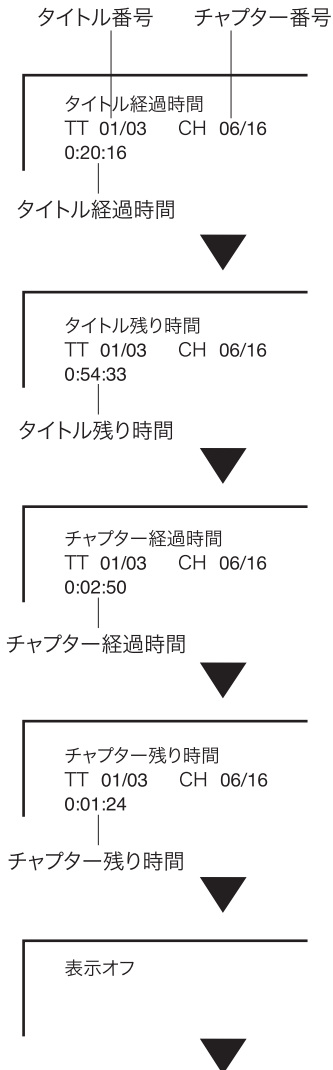 タイトル番号 チャプター番号
タイトル経過時間
TT 01/03 CH 06/16
0:20:16
タイトル経過時間
タイトル残り時間
TT 01/03 CH 06/16
0:54:33
タイトル残り時間
チャプター経過時間
TT 01/03 CH 06/16
0:02:50
チャプター経過時間
チャプター残り時間
TT 01/03 CH 06/16
0:01:24
チャプター残り時間
表示オフ